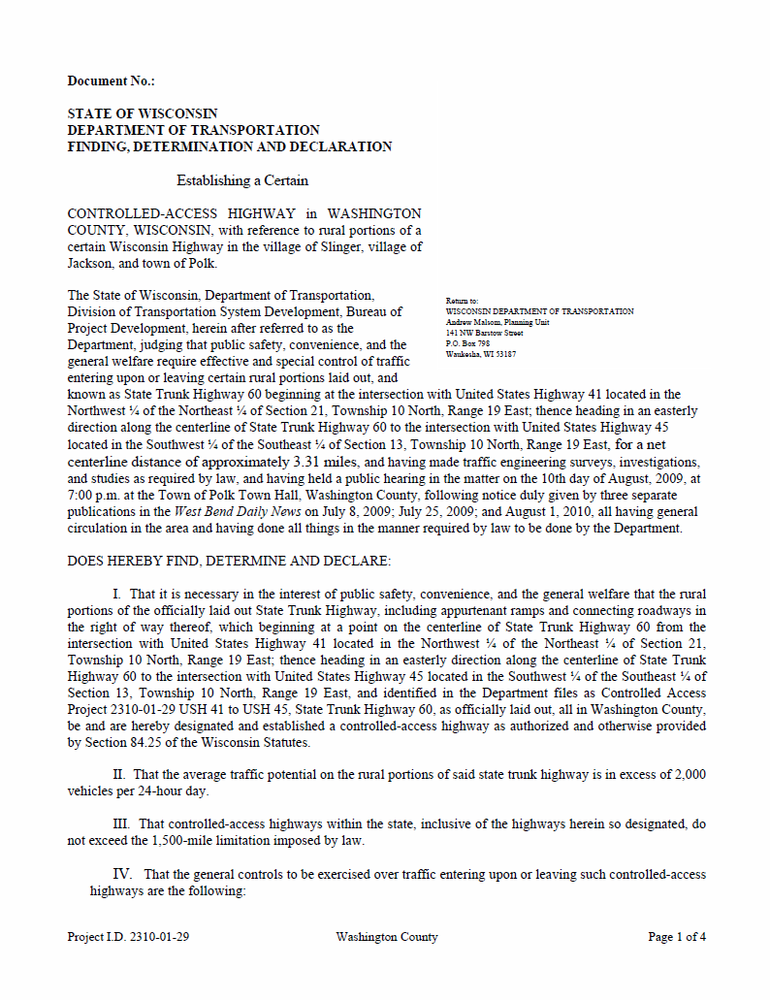 Document No.:
STATE OF WISCONSIN
DEPARTMENT OF TRANSPORTATION
FINDING, DETERMINATION AND DECLARATION
Establishing a Certain
CONTROLLED-ACCESS HIGHWAY in WASHINGTON
COUNTY, WISCONSIN, with reference to rural portions of a
certain Wisconsin Highway in the village of Slinger, village of
Jackson, and town of Polk.
The State of Wisconsin, Department of Transportation,
Division of Transportation System Development, Bureau of
Project Development, herein after referred to as the
Department, judging that public safety, convenience, and the
general welfare require effective and special control of traffic
entering upon or leaving certain rural portions laid out, and
Return to:
WISCONSIN DEPARTMENT OF TRANSPORTATION
Andrew Malsom, Planning Unit
141 NW Barstow Street
P.O. Box 798
Waukesha, WI 53187
known as State Trunk Highway 60 beginning at the intersection with United States Highway 41 located in the
Northwest ¼ of the Northeast ¼ of Section 21, Township 10 North, Range 19 East; thence heading in an easterly
direction along the centerline of State Trunk Highway 60 to the intersection with United States Highway 45
located in the Southwest ¼ of the Southeast ¼ of Section 13, Township 10 North, Range 19 East, for a net
centerline distance of approximately 3.31 miles, and having made traffic engineering surveys, investigations,
and studies as required by law, and having held a public hearing in the matter on the 10th day of August, 2009, at
7:00 p.m. at the Town of Polk Town Hall, Washington County, following notice duly given by three separate
publications in the West Bend Daily News on July 8, 2009; July 25, 2009; and August 1, 2010, all having general
circulation in the area and having done all things in the manner required by law to be done by the Department.
DOES HEREBY FIND, DETERMINE AND DECLARE:
I. That it is necessary in the interest of public safety, convenience, and the general welfare that the rural
portions of the officially laid out State Trunk Highway, including appurtenant ramps and connecting roadways in
the right of way thereof, which beginning at a point on the centerline of State Trunk Highway 60 from the
intersection with United States Highway 41 located in the Northwest ¼ of the Northeast ¼ of Section 21,
Township 10 North, Range 19 East; thence heading in an easterly direction along the centerline of State Trunk
Highway 60 to the intersection with United States Highway 45 located in the Southwest ¼ of the Southeast ¼ of
Section 13, Township 10 North, Range 19 East, and identified in the Department files as Controlled Access
Project 2310-01-29 USH 41 to USH 45, State Trunk Highway 60, as officially laid out, all in Washington County,
be and are hereby designated and established a controlled-access highway as authorized and otherwise provided
by Section 84.25 of the Wisconsin Statutes.
II. That the average traffic potential on the rural portions of said state trunk highway is in excess of 2,000
vehicles per 24-hour day.
III. That controlled-access highways within the state, inclusive of the highways herein so designated, do
not exceed the 1,500-mile limitation imposed by law.
IV. That the general controls to be exercised over traffic entering upon or leaving such controlled-access
highways are the following:
Project I.D. 2310-01-29 Washington County Page 1 of 4